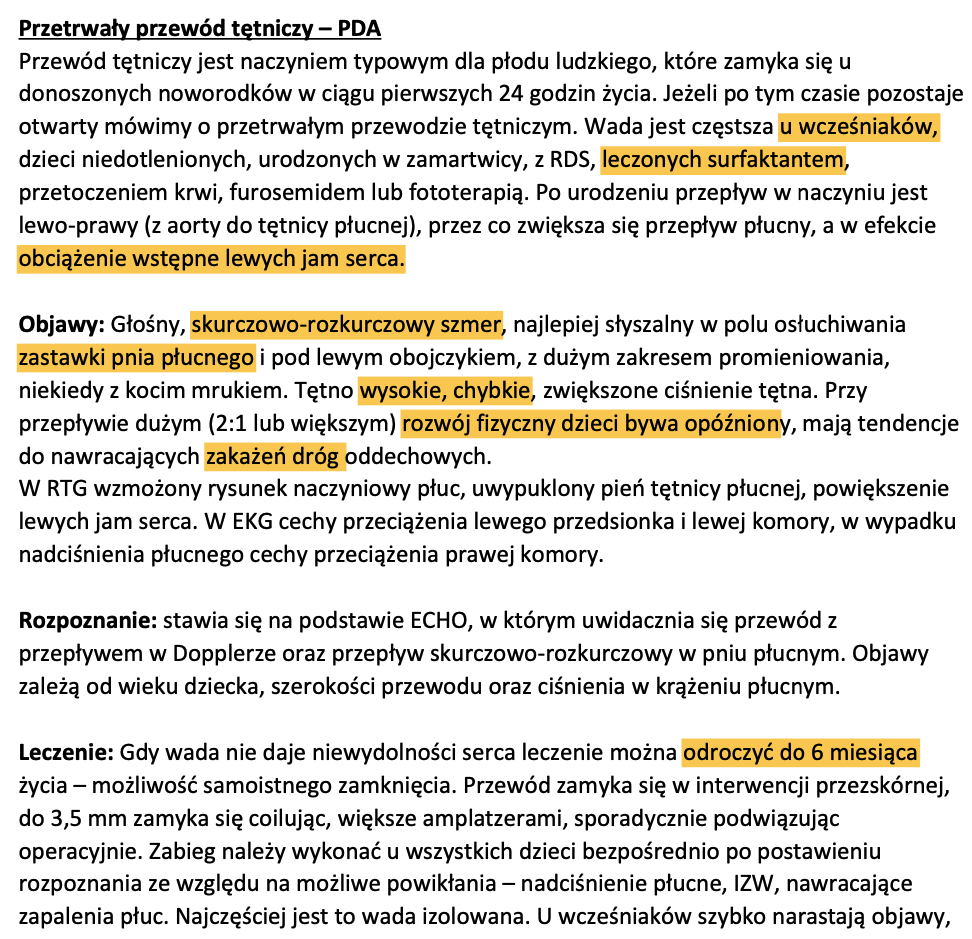 Przetrwały przewód tętniczy – PDA
Przewód tętniczy jest naczyniem typowym dla płodu ludzkiego, które zamyka się u
donoszonych noworodków w ciągu pierwszych 24 godzin życia. Jeżeli po tym czasie pozostaje
otwarty mówimy o przetrwałym przewodzie tętniczym. Wada jest częstsza u wcześniaków,
dzieci niedotlenionych, urodzonych w zamartwicy, z RDS, leczonych surfaktantem,
przetoczeniem krwi, furosemidem lub fototerapią. Po urodzeniu przepływ w naczyniu jest
lewo-prawy (z aorty do tętnicy płucnej), przez co zwiększa się przepływ płucny, a w efekcie
obciążenie wstępne lewych jam serca.
Objawy: Głośny, skurczowo-rozkurczowy szmer, najlepiej słyszalny w polu osłuchiwania
zastawki pnia płucnego i pod lewym obojczykiem, z dużym zakresem promieniowania,
niekiedy z kocim mrukiem. Tętno wysokie, chybkie, zwiększone ciśnienie tętna. Przy
przepływie dużym (2:1 lub większym) rozwój fizyczny dzieci bywa opóźniony, mają tendencje
do nawracających zakażeń dróg oddechowych.
W RTG wzmożony rysunek naczyniowy płuc, uwypuklony pień tętnicy płucnej, powiększenie
lewych jam serca. W EKG cechy przeciążenia lewego przedsionka i lewej komory, w wypadku
nadciśnienia płucnego cechy przeciążenia prawej komory.
Rozpoznanie: stawia się na podstawie ECHO, w którym uwidacznia się przewód z
przepływem w Dopplerze oraz przepływ skurczowo-rozkurczowy w pniu płucnym. Objawy
zależą od wieku dziecka, szerokości przewodu oraz ciśnienia w krążeniu płucnym.
Leczenie: Gdy wada nie daje niewydolności serca leczenie można odroczyć do 6 miesiąca
życia – możliwość samoistnego zamknięcia. Przewód zamyka się w interwencji przezskórnej,
do 3,5 mm zamyka się coilując, większe amplatzerami, sporadycznie podwiązując
operacyjnie. Zabieg należy wykonać u wszystkich dzieci bezpośrednio po postawieniu
rozpoznania ze względu na możliwe powikłania – nadciśnienie płucne, IZW, nawracające
zapalenia płuc. Najczęściej jest to wada izolowana. U wcześniaków szybko narastają objawy,